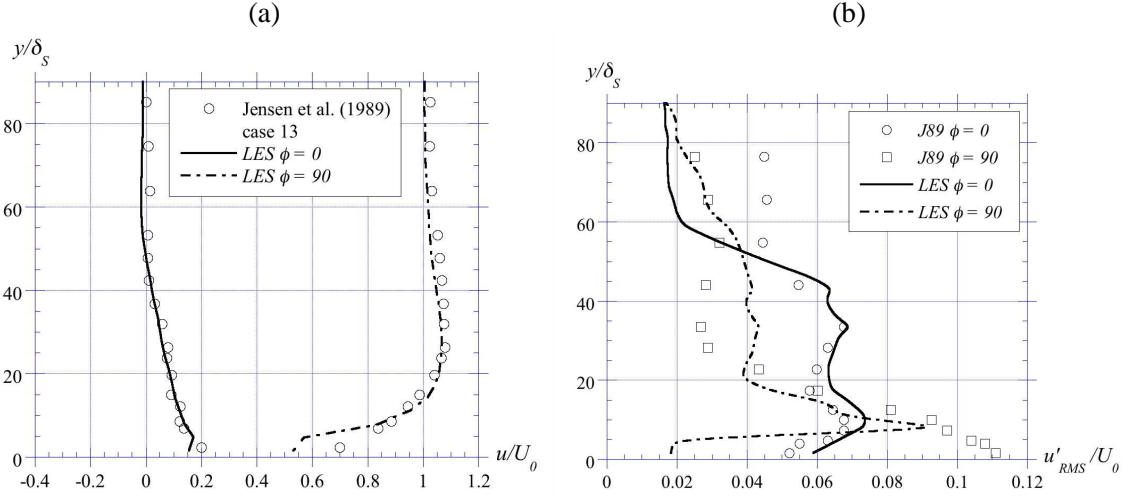 (a)
(b)
y/δS
80
60
40
20
0
-0.4 -0.2 0 0.2 0.4 0.6 0.8 1 1.2
u/U0
Jensen et al. (1989)
case 13
LES ϕ = 0
LES ϕ = 90
y/δS
80
60
40
20
0
0 0.02 0.04 0.06 0.08 0.1 0.12
u'RMS /U0
J89 ϕ = 0
J89 ϕ = 90
LES ϕ = 0
LES ϕ = 90